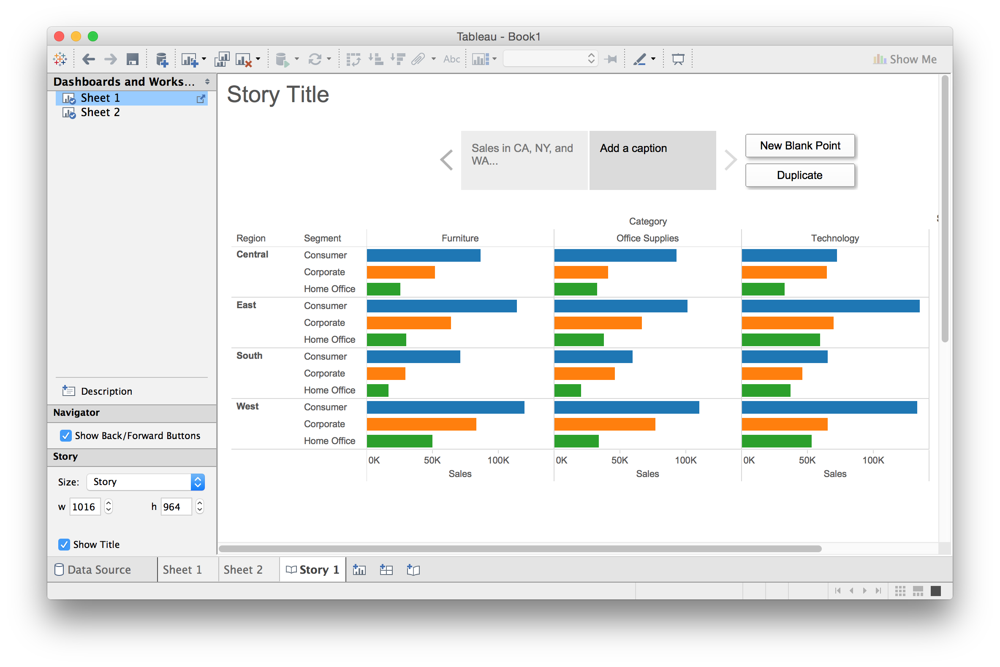 Tableau - Book1
Abc
Show Me
Dashboards and Works...
Sheet 1
Sheet 2
Description
Navigator
Show Back/Forward Buttons
Story
Size: Story
w 1016 h 964
Show Title
Story Title
Sales in CA, NY, and
WA...
Add a caption
New Blank Point
Duplicate
Category
Region Segment Furniture Office Supplies Technology
Central Consumer
Corporate
Home Office
East Consumer
Corporate
Home Office
South Consumer
Corporate
Home Office
West Consumer
Corporate
Home Office
0K 50K 100K 0K 50K 100K 0K 50K 100K
Sales Sales Sales
Data Source Sheet 1 Sheet 2 Story 1